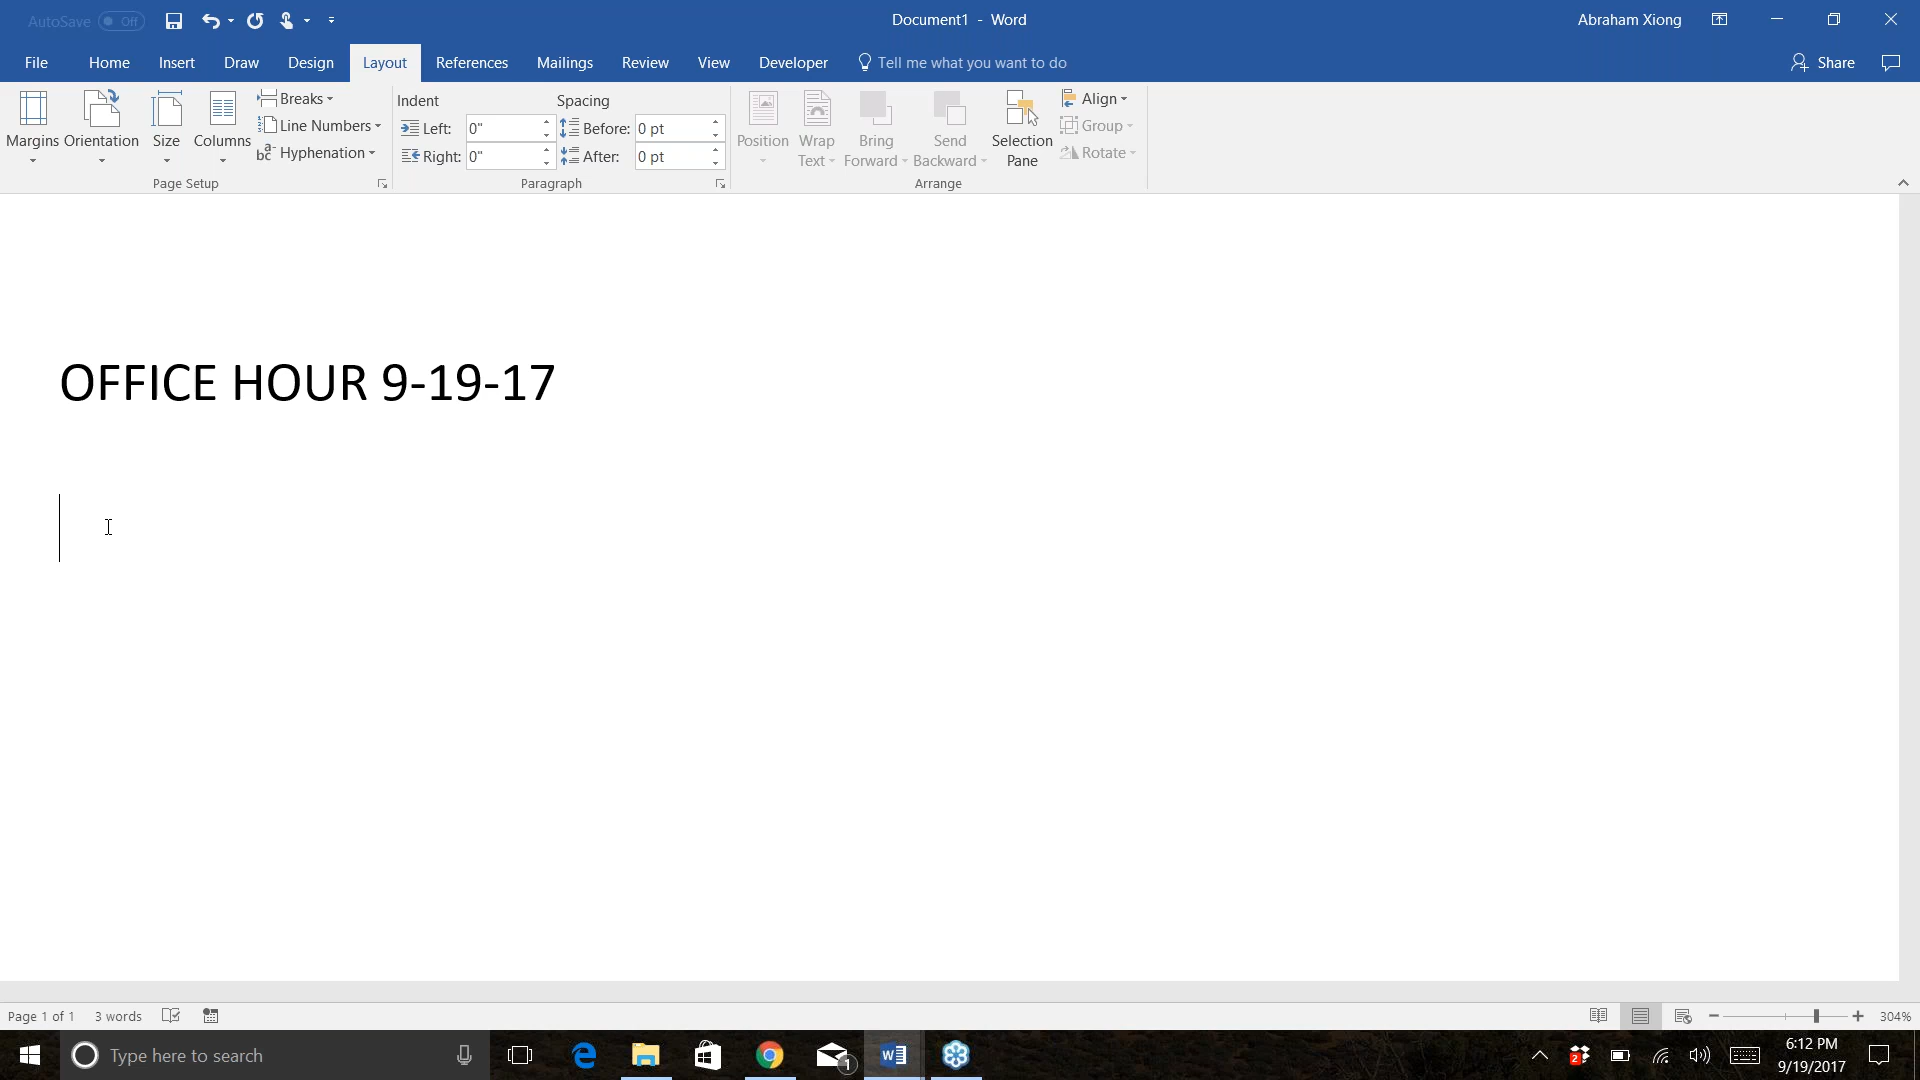 AutoSave Off
Document1 - Word
Abraham Xiong
File Home Insert Draw Design Layout References Mailings Review View Developer Tell me what you want to do Share
Margins Orientation Size Columns
Breaks
Line Numbers
Hyphenation
Page Setup
Indent Spacing
Left: 0" Before: 0 pt
Right: 0" After: 0 pt
Paragraph
Position Wrap Text Bring Forward Send Backward Selection Pane
Align
Group
Rotate
Arrange
OFFICE HOUR 9-19-17
Page 1 of 1 3 words 304%
Type here to search
1
2
6:12 PM
9/19/2017